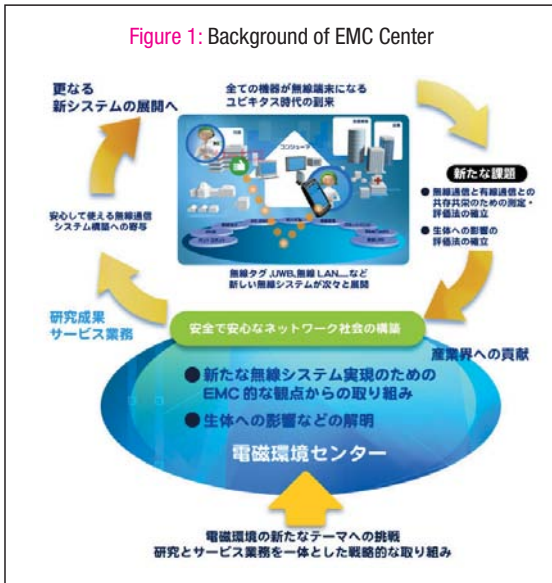 Figure 1: Background of EMC Center
更なる
新システムの展開へ
全ての機器が無線端末になる
ユビキタス時代の到来
コンシューマ
新たな課題
● 無線通信と有線通信との
共存共栄のための測定・
評価法の確立
● 生体への影響の
評価法の確立
安心して使える無線通信
システム構築への寄与
無線タグ、UWB、無線LAN......など
新しい無線システムが次々と展開
研究成果
サービス業務
安全で安心なネットワーク社会の構築
産業界への貢献
● 新たな無線システム実現のための
EMC的な観点からの取り組み
● 生体への影響などの解明
電磁環境センター
電磁環境の新たなテーマへの挑戦
研究とサービス業務を一体とした戦略的な取り組み